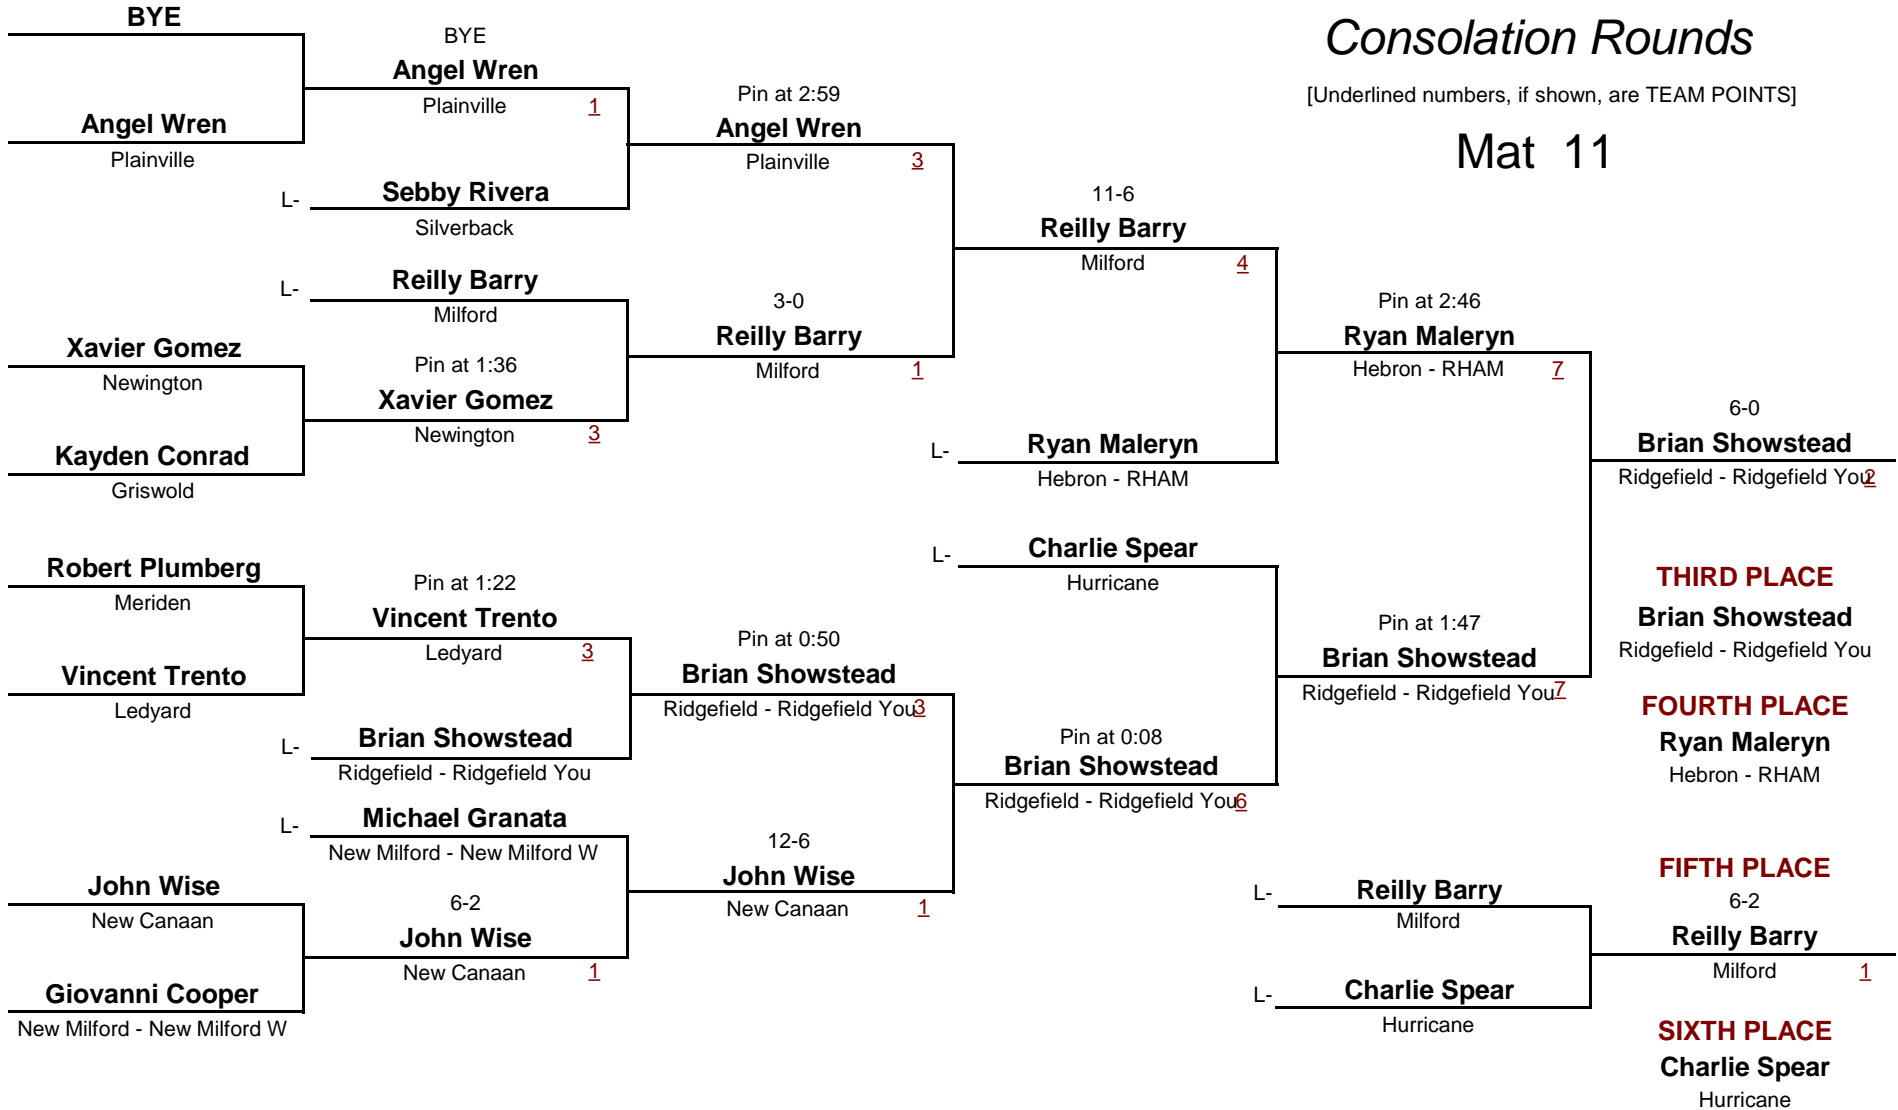 BYE
Angel Wren
Plainville
Xavier Gomez
Newington
Kayden Conrad
Griswold
Robert Plumberg
Meriden
Vincent Trento
Ledyard
John Wise
New Canaan
Giovanni Cooper
New Milford - New Milford W
BYE
Angel Wren
Plainville 1
L- Sebby Rivera
Silverback
L- Reilly Barry
Milford
Pin at 1:36
Xavier Gomez
Newington 3
Pin at 1:22
Vincent Trento
Ledyard 3
L- Brian Showstead
Ridgefield - Ridgefield You
L- Michael Granata
New Milford - New Milford W
6-2
John Wise
New Canaan 1
Pin at 2:59
Angel Wren
Plainville 3
3-0
Reilly Barry
Milford 1
Pin at 0:50
Brian Showstead
Ridgefield - Ridgefield You 3
12-6
John Wise
New Canaan 1
11-6
Reilly Barry
Milford 4
L- Ryan Maleryn
Hebron - RHAM
L- Charlie Spear
Hurricane
Pin at 0:08
Brian Showstead
Ridgefield - Ridgefield You 6
Consolation Rounds
[Underlined numbers, if shown, are TEAM POINTS]
Mat 11
Pin at 2:46
Ryan Maleryn
Hebron - RHAM 7
Pin at 1:47
Brian Showstead
Ridgefield - Ridgefield You 7
6-0
Brian Showstead
Ridgefield - Ridgefield You 2
THIRD PLACE
Brian Showstead
Ridgefield - Ridgefield You
FOURTH PLACE
Ryan Maleryn
Hebron - RHAM
L- Reilly Barry
Milford
L- Charlie Spear
Hurricane
FIFTH PLACE
6-2
Reilly Barry
Milford 1
SIXTH PLACE
Charlie Spear
Hurricane